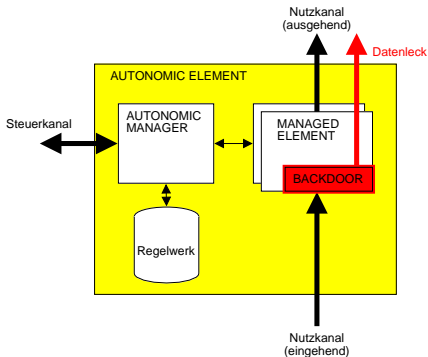 Nutzkanal
(ausgehend)
Datenleck
AUTONOMIC ELEMENT
AUTONOMIC
MANAGER
MANAGED
ELEMENT
Steuerkanal
BACKDOOR
Regelwerk
Nutzkanal
(eingehend)